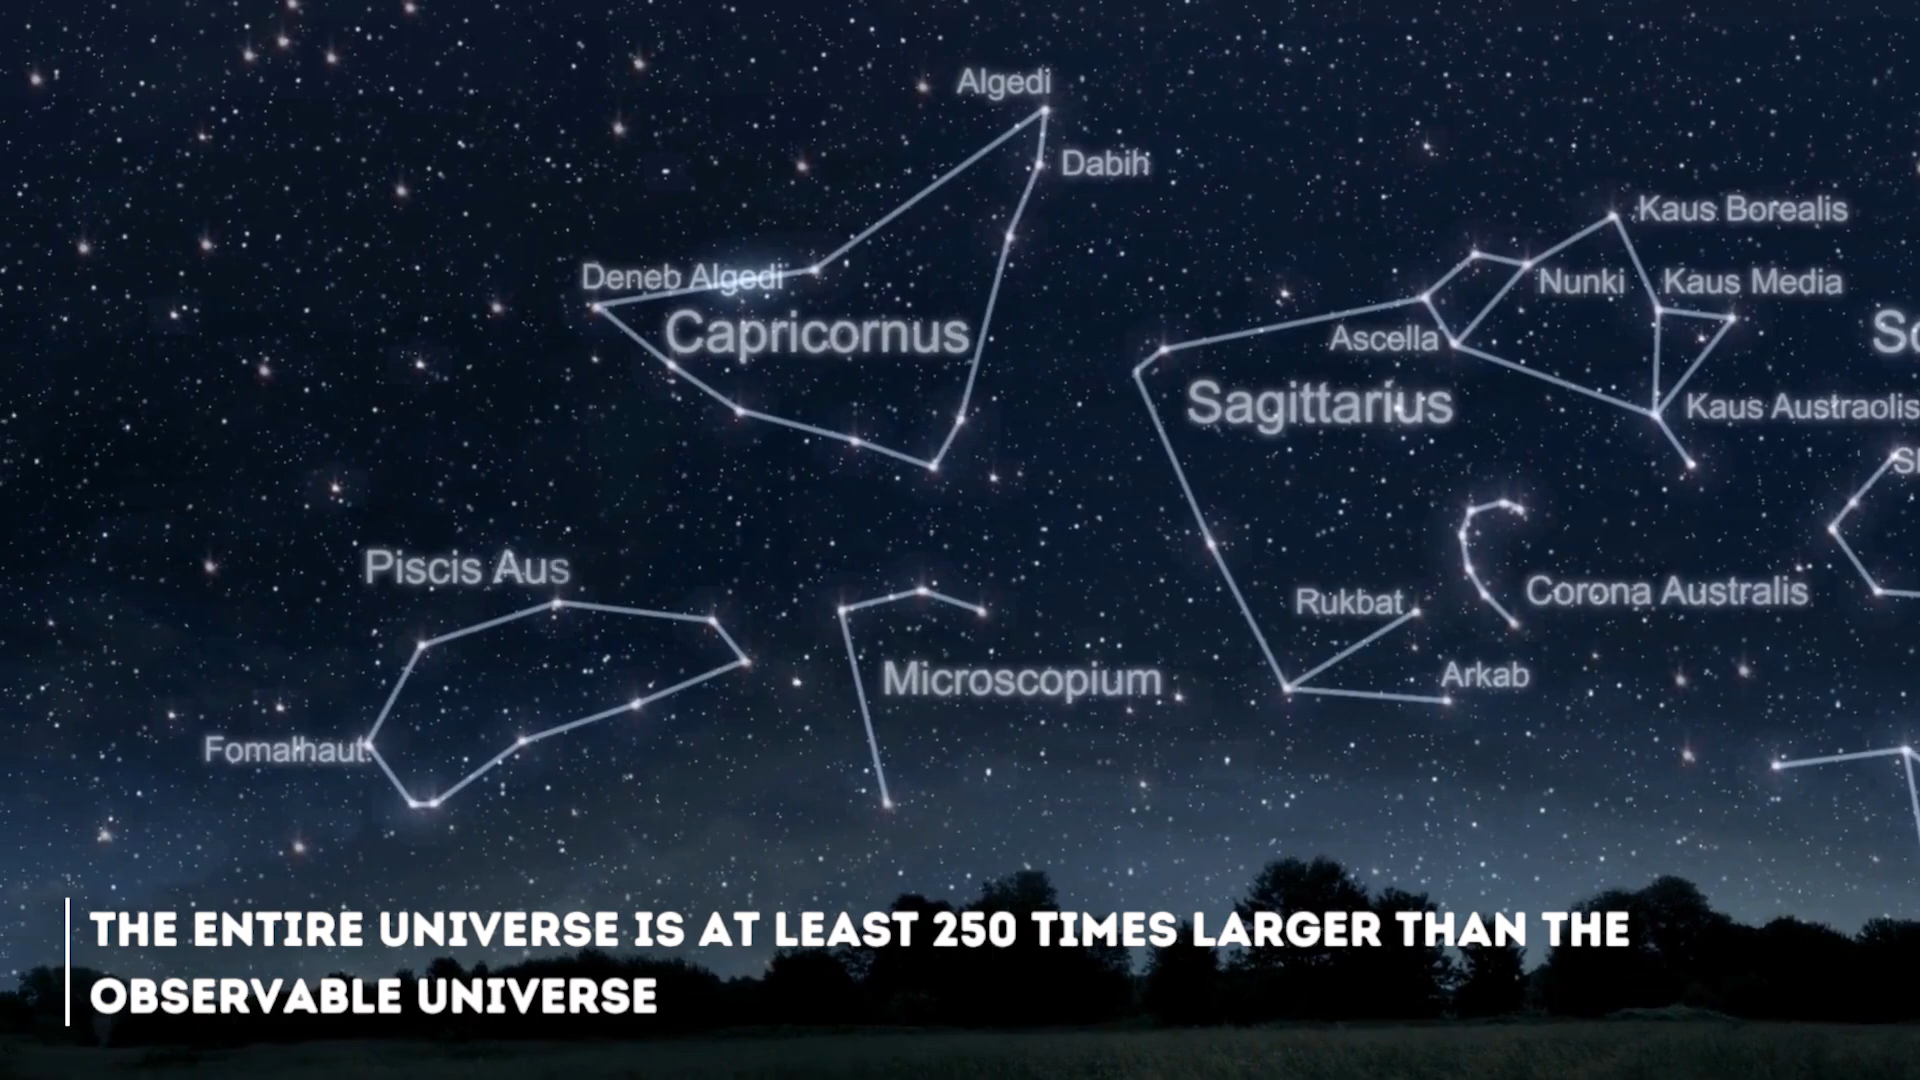 Algedi
Dabih
Kaus Borealis
Deneb Algedi
Nunki
Kaus Media
Capricornus
Ascella
Sagittarius
Kaus Austraolis
Piscis Aus
Rukbat
Corona Australis
Microscopium
Arkab
Fomalhaut
THE ENTIRE UNIVERSE IS AT LEAST 250 TIMES LARGER THAN THE
OBSERVABLE UNIVERSE